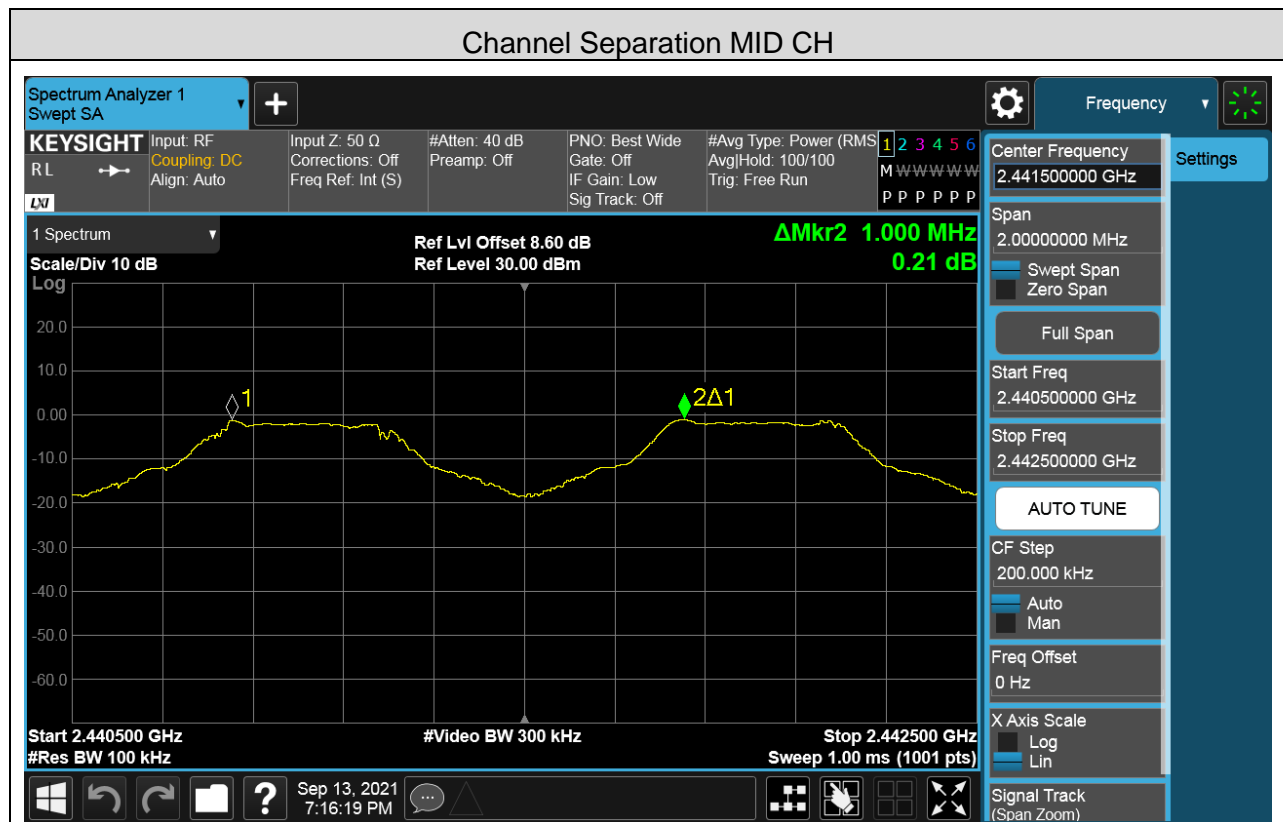 Channel Separation MID CH
Spectrum Analyzer 1
Swept SA
Frequency
KEYSIGHT
RL
LXI
Input: RF
Coupling: DC
Align: Auto
Input Z: 50 Ω
Corrections: Off
Freq Ref: Int (S)
#Atten: 40 dB
Preamp: Off
PNO: Best Wide
Gate: Off
IF Gain: Low
Sig Track: Off
#Avg Type: Power (RMS
Avg|Hold: 100/100
Trig: Free Run
1 2 3 4 5 6
M W W W W W
P P P P P P
1 Spectrum
Scale/Div 10 dB
Ref Lvl Offset 8.60 dB
Ref Level 30.00 dBm
ΔMkr2 1.000 MHz
0.21 dB
Log
20.0
10.0
0.00
-10.0
-20.0
-30.0
-40.0
-50.0
-60.0
1
2Δ1
Start 2.440500 GHz
#Res BW 100 kHz
#Video BW 300 kHz
Stop 2.442500 GHz
Sweep 1.00 ms (1001 pts)
Center Frequency
2.441500000 GHz
Span
2.00000000 MHz
Swept Span
Zero Span
Full Span
Start Freq
2.440500000 GHz
Stop Freq
2.442500000 GHz
AUTO TUNE
CF Step
200.000 kHz
Auto
Man
Freq Offset
0 Hz
X Axis Scale
Log
Lin
Signal Track
(Span Zoom)
Settings
?
Sep 13, 2021
7:16:19 PM